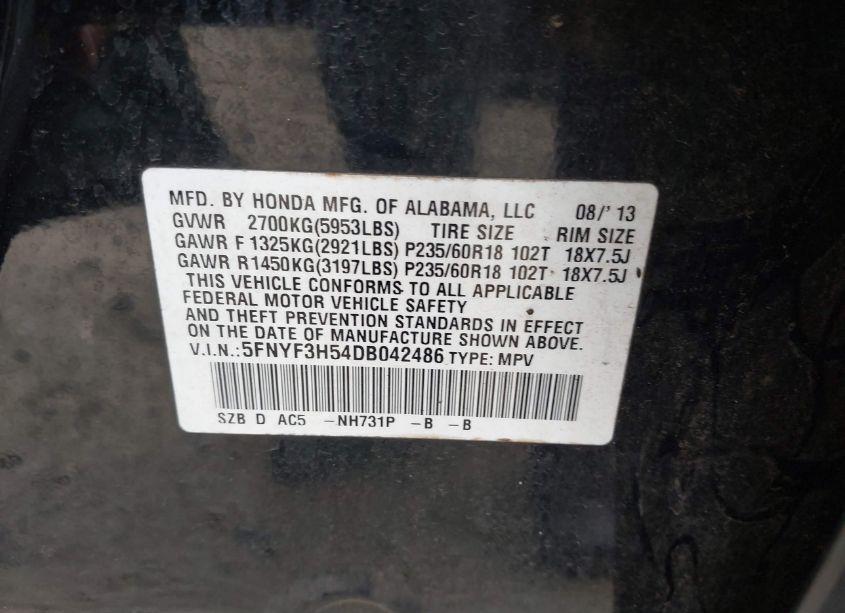 MFD. BY HONDA MFG. OF ALABAMA, LLC 08/' 13
GVWR 2700KG(5953LBS) TIRE SIZE RIM SIZE
GAWR F 1325KG(2921LBS) P235/60R18 102T 18X7.5J
GAWR R1450KG(3197LBS) P235/60R18 102T 18X7.5J
THIS VEHICLE CONFORMS TO ALL APPLICABLE
FEDERAL MOTOR VEHICLE SAFETY
AND THEFT PREVENTION STANDARDS IN EFFECT
ON THE DATE OF MANUFACTURE SHOWN ABOVE.
V.I.N.:5FNYF3H54DB042486 TYPE: MPV
SZB D AC5 -NH731P -B -B